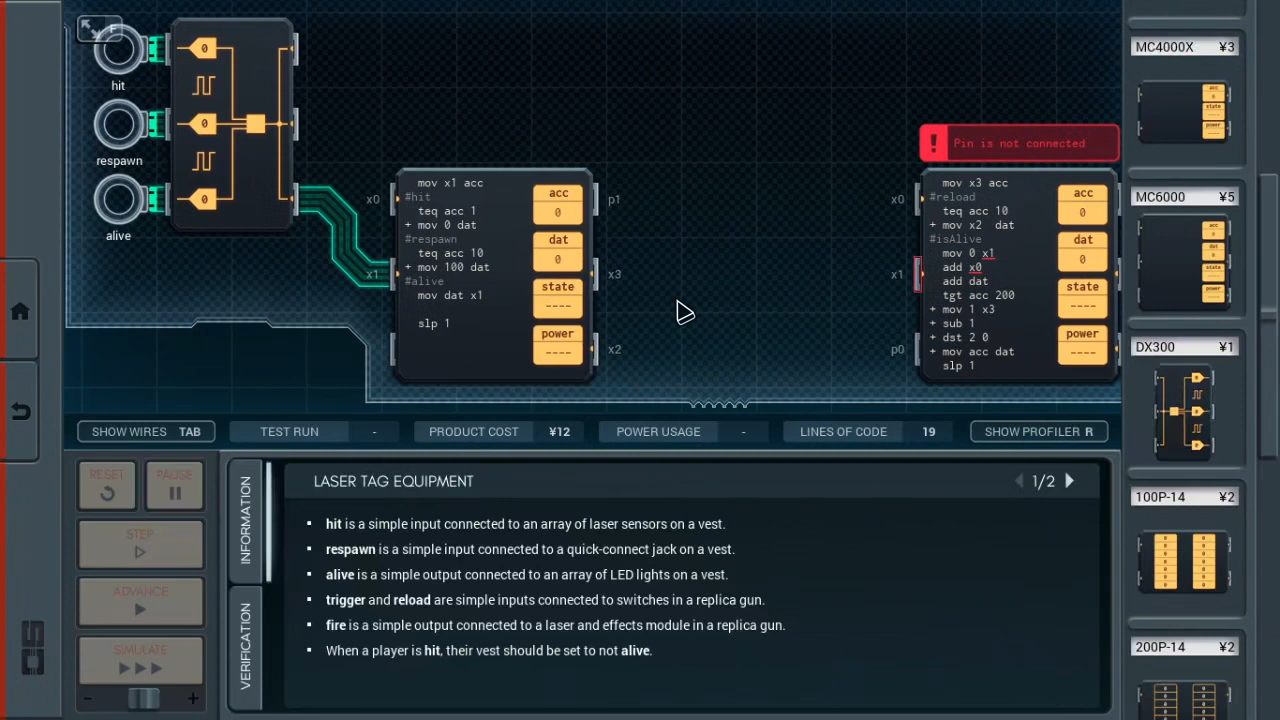 F
0
0
0
hit
respawn
alive
x0
x1
mov x1 acc
#hit
teq acc 1
+ mov 0 dat
#respawn
teq acc 10
+ mov 100 dat
#alive
mov dat x1
slp 1
acc
0
dat
0
state
----
power
----
p1
x3
x2
! Pin is not connected
x0
x1
p0
mov x3 acc
#reload
teq acc 10
+ mov x2 dat
#isAlive
mov 0 x1
add x0
add dat
tgt acc 200
+ mov 1 x3
+ sub 1
+ dst 2 0
+ mov acc dat
slp 1
acc
0
dat
0
state
----
power
----
MC4000X ¥3
acc
0
state
----
power
----
MC6000 ¥5
acc
0
dat
0
state
----
power
----
DX300 ¥1
100P-14 ¥2
200P-14 ¥2
SHOW WIRES TAB
TEST RUN -
PRODUCT COST ¥12
POWER USAGE -
LINES OF CODE 19
SHOW PROFILER R
RESET
PAUSE
STEP
ADVANCE
SIMULATE
- +
INFORMATION
VERIFICATION
LASER TAG EQUIPMENT
1/2
▪ hit is a simple input connected to an array of laser sensors on a vest.
▪ respawn is a simple input connected to a quick-connect jack on a vest.
▪ alive is a simple output connected to an array of LED lights on a vest.
▪ trigger and reload are simple inputs connected to switches in a replica gun.
▪ fire is a simple output connected to a laser and effects module in a replica gun.
▪ When a player is hit, their vest should be set to not alive.